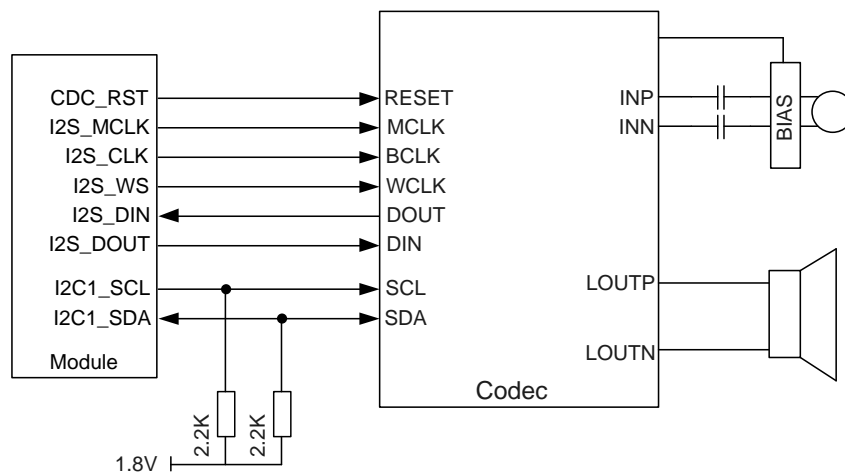 CDC_RST
RESET
INP
I2S_MCLK
MCLK
INN
BIAS
I2S_CLK
BCLK
I2S_WS
WCLK
I2S_DIN
DOUT
I2S_DOUT
DIN
I2C1_SCL
SCL
LOUTP
I2C1_SDA
SDA
LOUTN
Module
Codec
2.2K
2.2K
1.8V